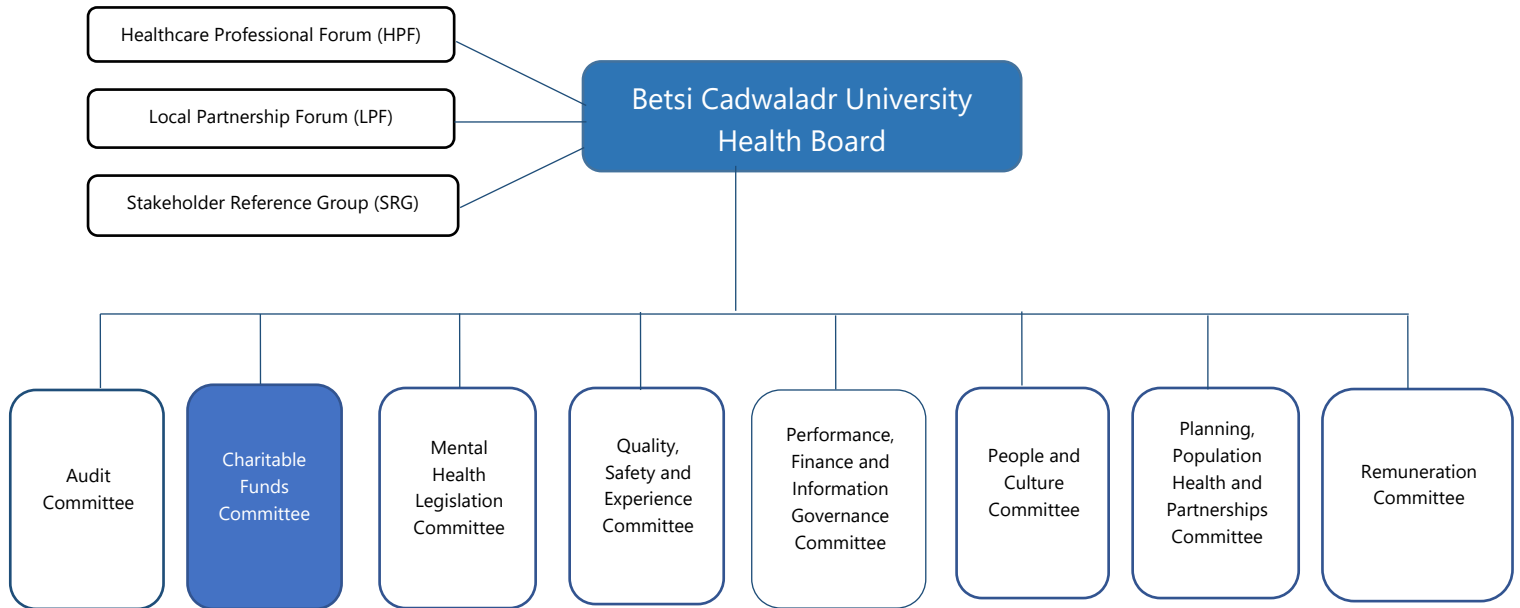 Healthcare Professional Forum (HPF)
Local Partnership Forum (LPF)
Stakeholder Reference Group (SRG)
Betsi Cadwaladr University
Health Board
Audit
Committee
Charitable
Funds
Committee
Mental
Health
Legislation
Committee
Quality,
Safety and
Experience
Committee
Performance,
Finance and
Information
Governance
Committee
People and
Culture
Committee
Planning,
Population
Health and
Partnerships
Committee
Remuneration
Committee